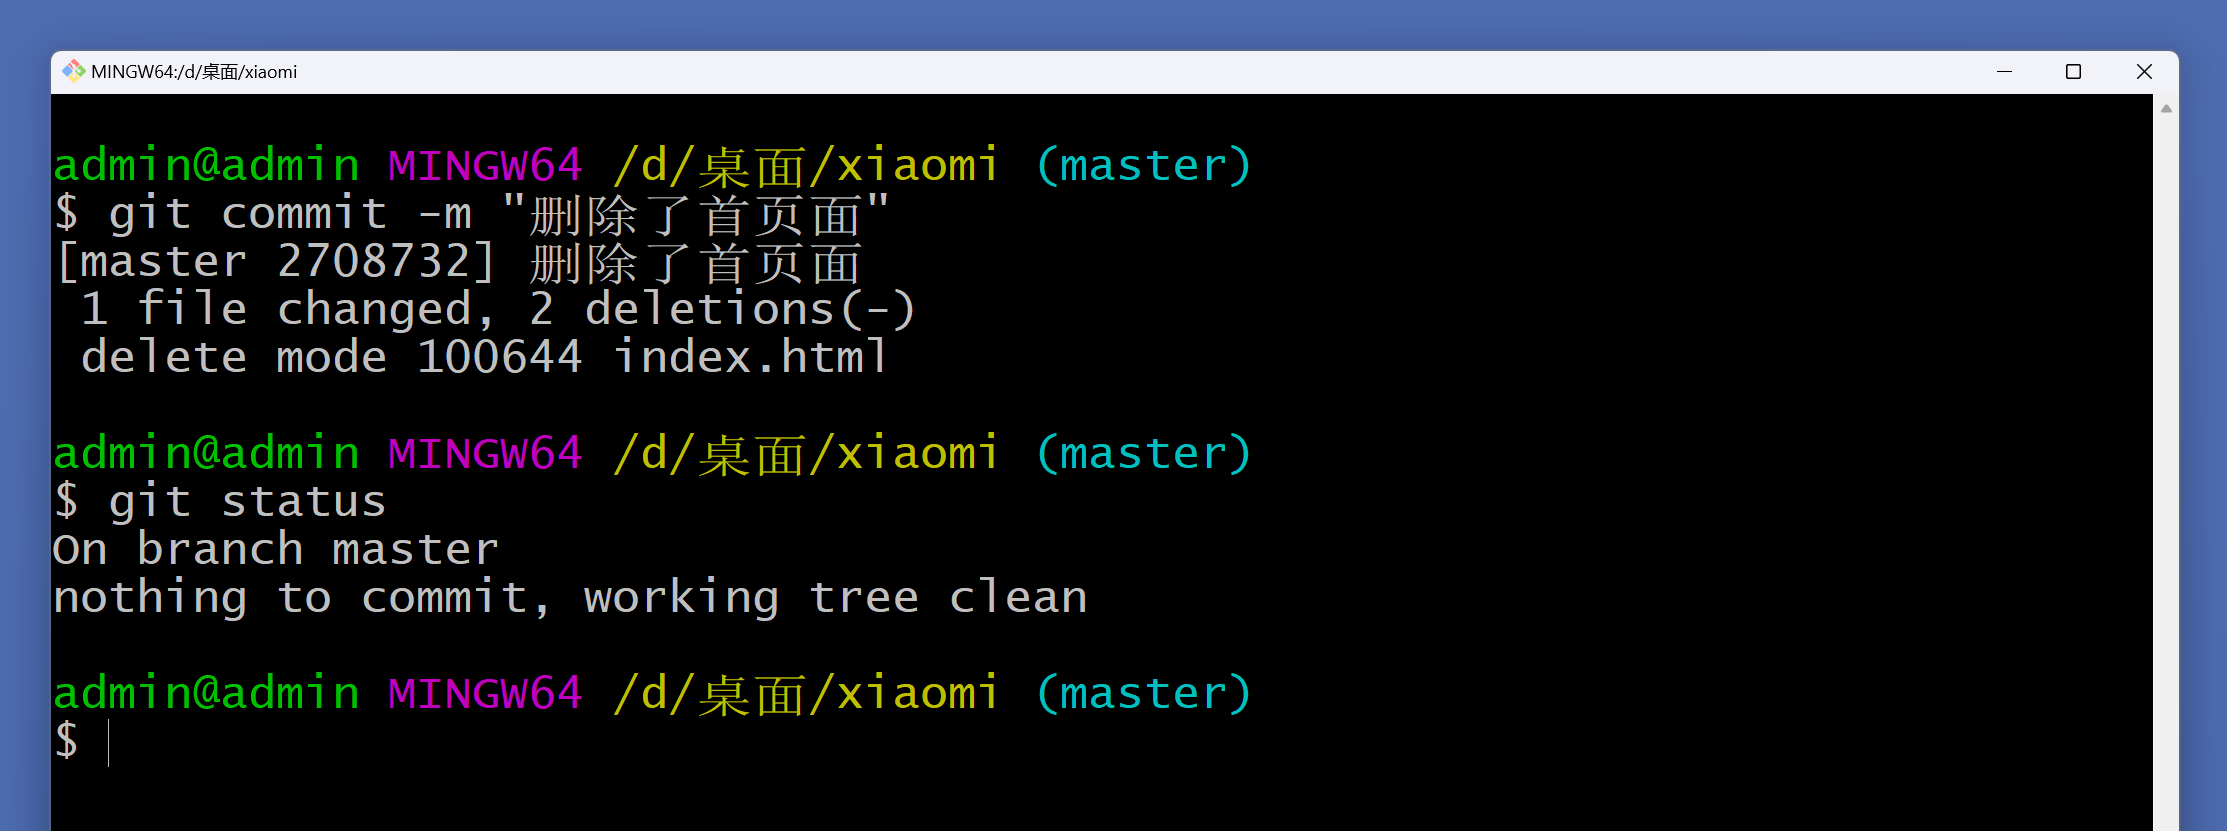 MINGW64:/d/桌面/xiaomi
admin@admin MINGW64 /d/桌面/xiaomi (master)
$ git commit -m "删除了首页面"
[master 2708732] 删除了首页面
 1 file changed, 2 deletions(-)
 delete mode 100644 index.html
admin@admin MINGW64 /d/桌面/xiaomi (master)
$ git status
On branch master
nothing to commit, working tree clean
admin@admin MINGW64 /d/桌面/xiaomi (master)
$